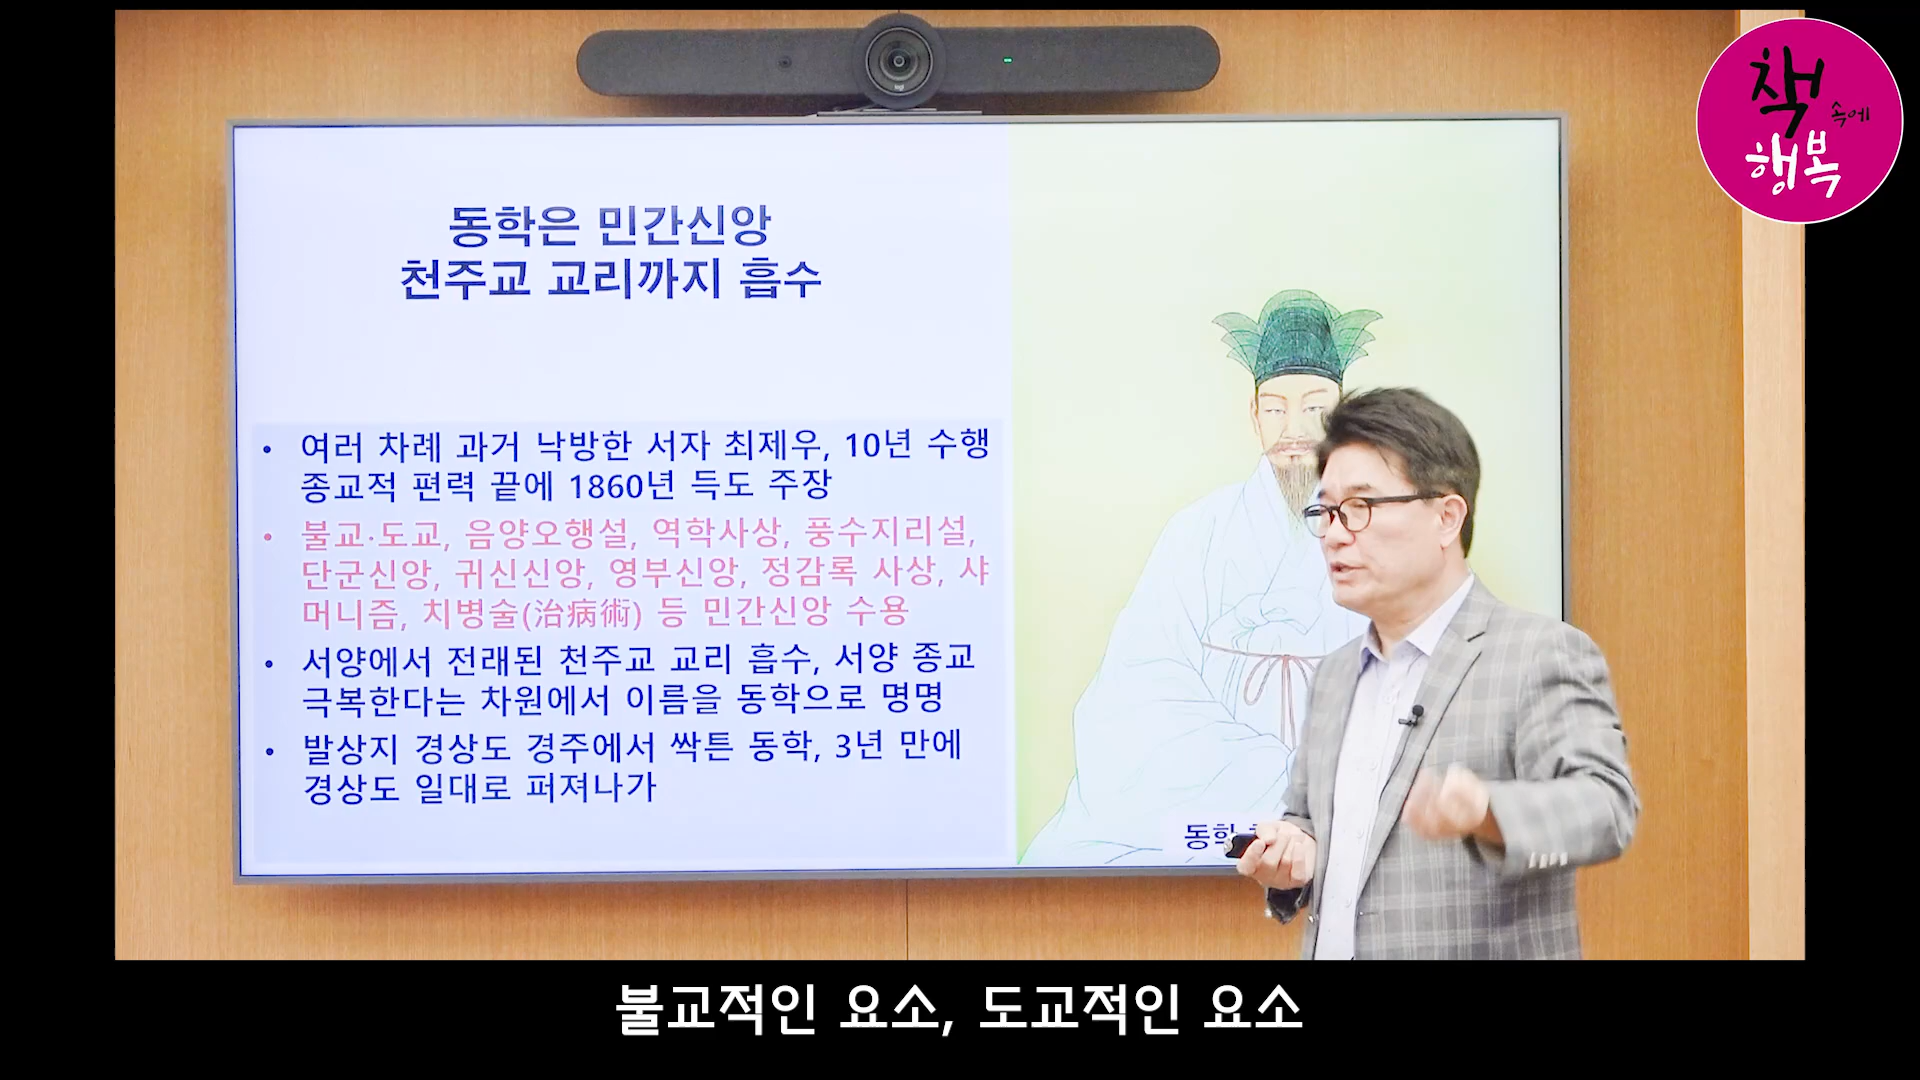 책
속에
행복
logi
동학은 민간신앙
천주교 교리까지 흡수
• 여러 차례 과거 낙방한 서자 최제우, 10년 수행
종교적 편력 끝에 1860년 득도 주장
• 불교·도교, 음양오행설, 역학사상, 풍수지리설,
단군신앙, 귀신신앙, 영부신앙, 정감록 사상, 샤
머니즘, 치병술(治病術) 등 민간신앙 수용
• 서양에서 전래된 천주교 교리 흡수, 서양 종교
극복한다는 차원에서 이름을 동학으로 명명
• 발상지 경상도 경주에서 싹튼 동학, 3년 만에
경상도 일대로 퍼져나가
동학
불교적인 요소, 도교적인 요소